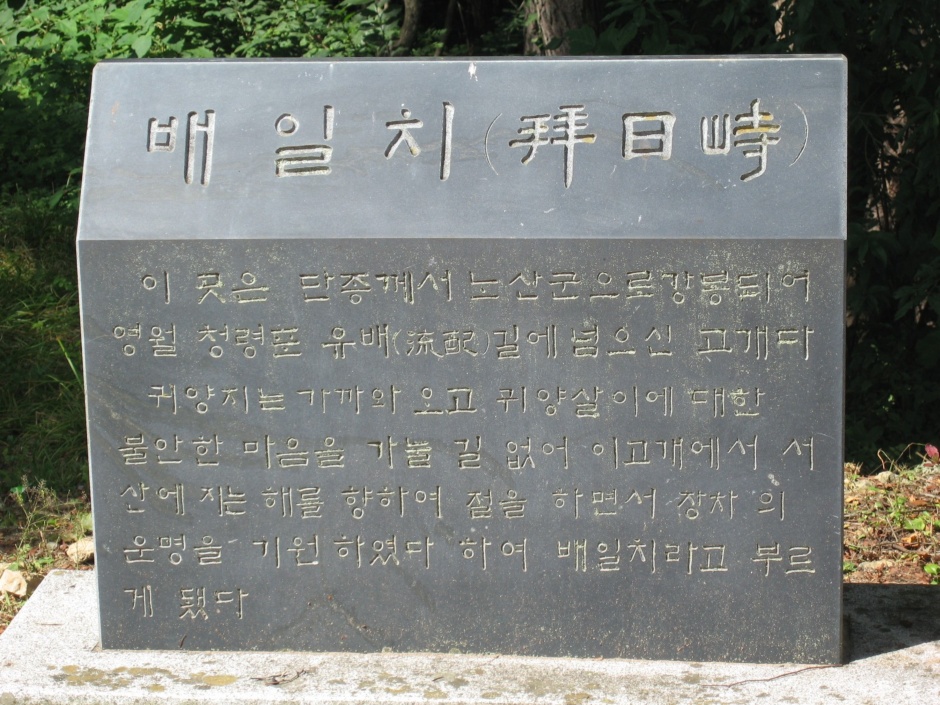 배일치(拜日峙)
이 곳은 단종께서 노산군으로강봉되어
영월 청령포 유배(流配)길에넘으신 고개다
귀양지는가까와 오고 귀양살이에 대한
불안한 마음을 가눌 길 없어 이고개에서 서
산에 지는 해를 향하여 절을 하면서 장차 의
운명을 기원하였다 하여 배일치라고 부르
게 됐다